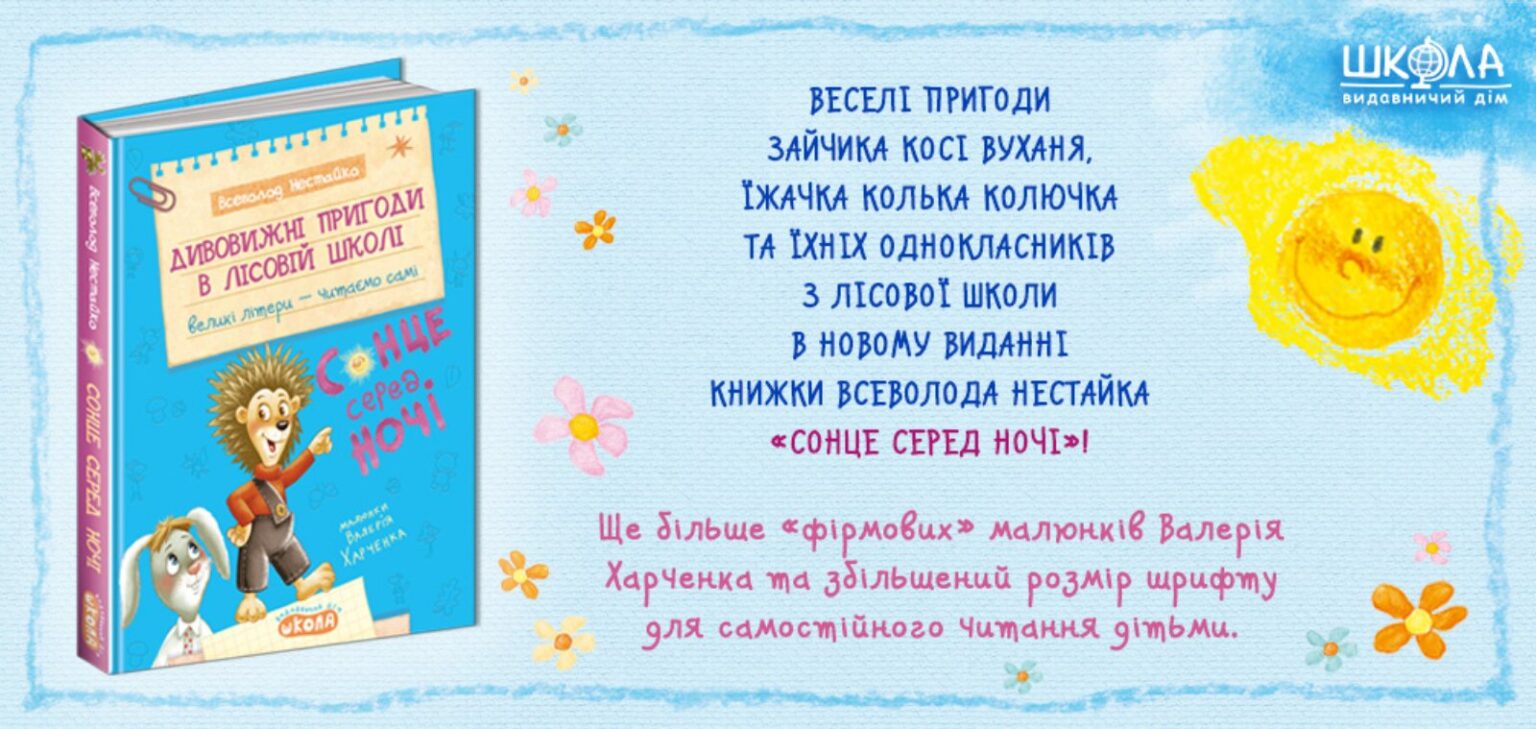 Всеволод Нестайко
СОНЦЕ СЕРЕД НОЧІ
ШКОЛА
Всеволод Нестайко
ДИВОВИЖНІ ПРИГОДИ
В ЛІСОВІЙ ШКОЛІ
великі літери — читаємо самі
СОНЦЕ
серед
НОЧІ
малюнки
Валерія
Харченка
видавничий дім
ШКОЛА
ВЕСЕЛІ ПРИГОДИ
ЗАЙЧИКА КОСІ ВУХАНЯ,
ЇЖАЧКА КОЛЬКА КОЛЮЧКА
ТА ЇХНІХ ОДНОКЛАСНИКІВ
З ЛІСОВОЇ ШКОЛИ
В НОВОМУ ВИДАННІ
КНИЖКИ ВСЕВОЛОДА НЕСТАЙКА
«СОНЦЕ СЕРЕД НОЧІ»!
Ще більше «фірмових» малюнків Валерія
Харченка та збільшений розмір шрифту
для самостійного читання дітьми.
ШКОЛА
видавничий дім